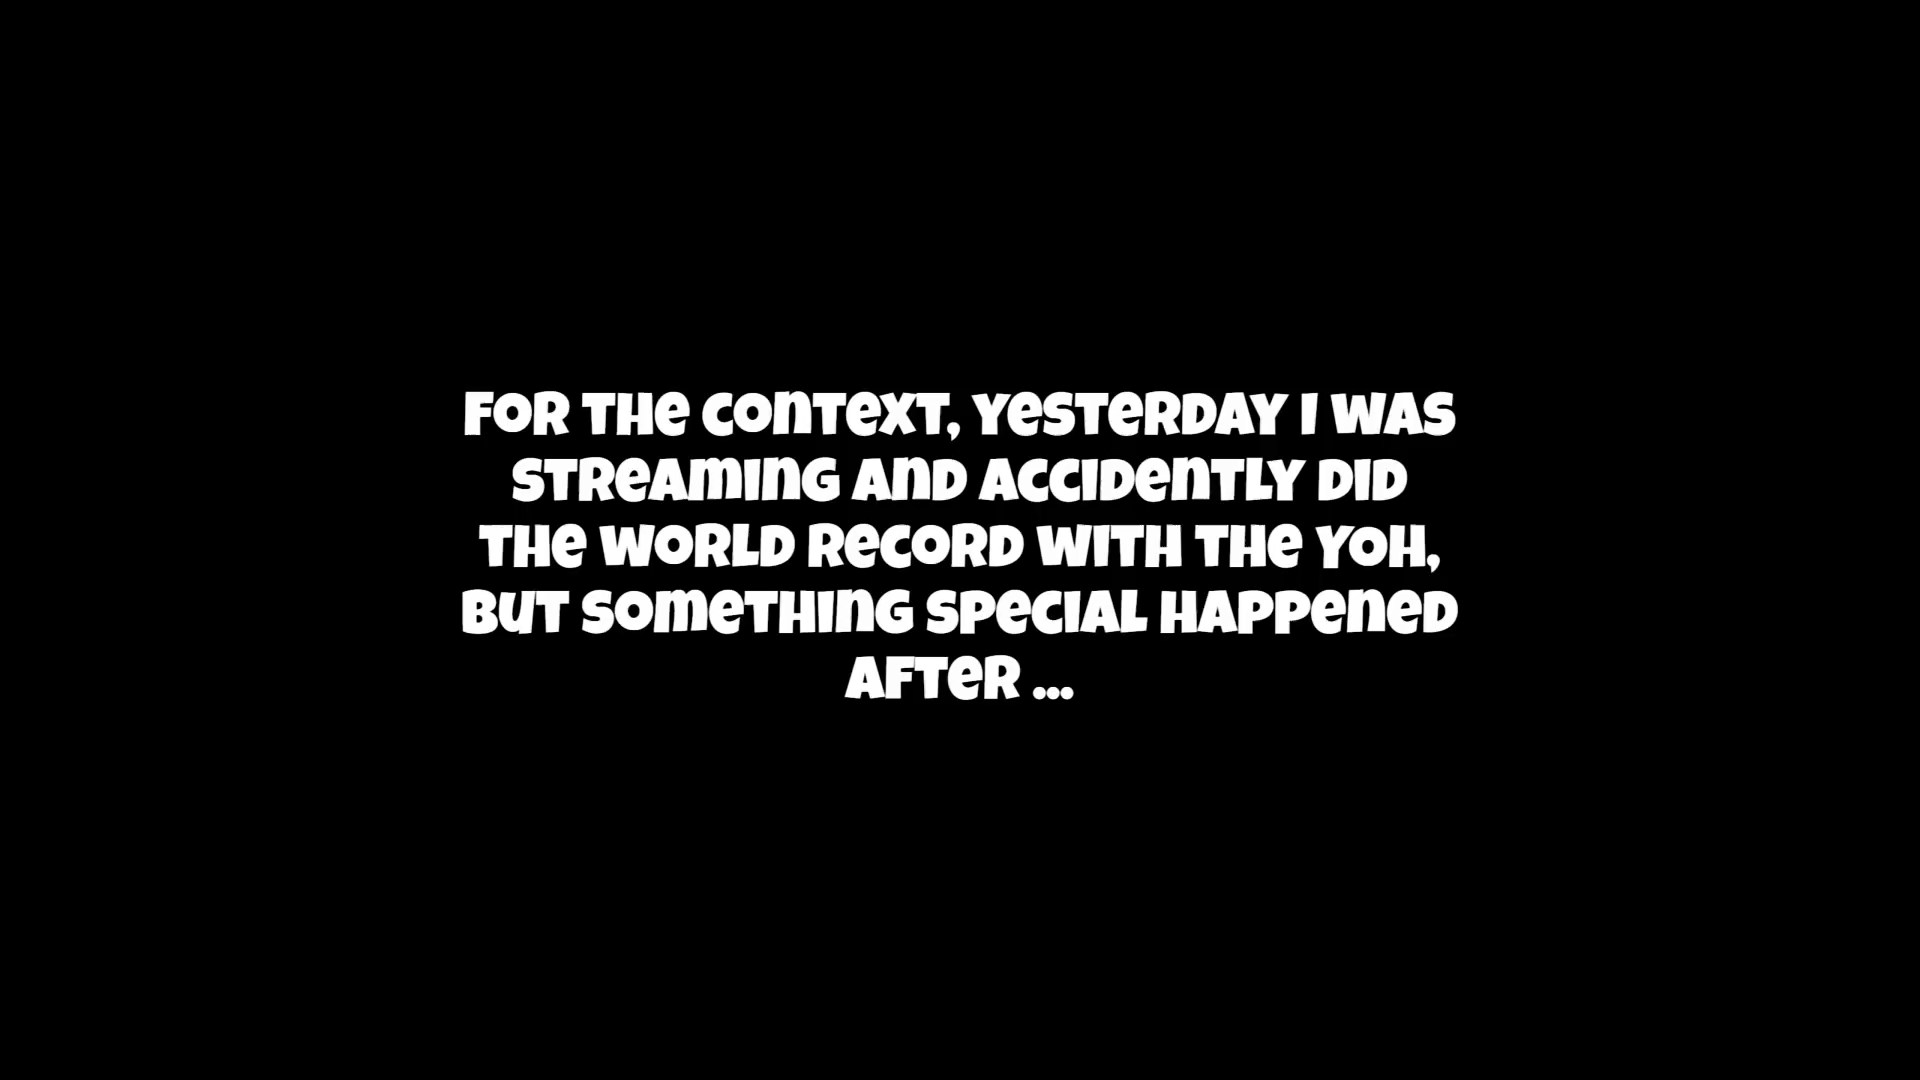 For the context, yesterday I was
streaming and accidently did
the world record with the Yoh,
but something special happened
after ...